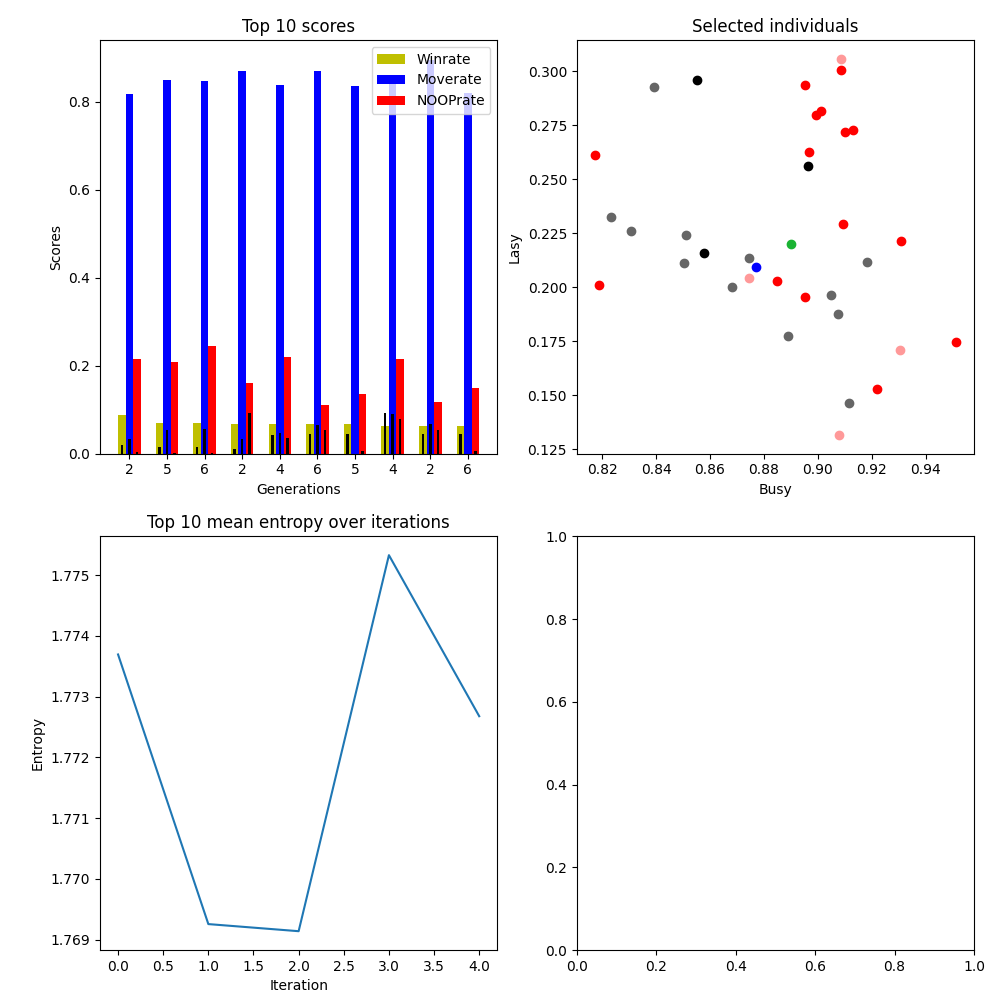 Top 10 scores
Winrate
Moverate
NOOPrate
0.8
0.6
0.4
0.2
0.0
Scores
2 5 6 2 4 6 5 4 2 6
Generations
Selected individuals
0.300
0.275
0.250
0.225
0.200
0.175
0.150
0.125
Lasy
0.82 0.84 0.86 0.88 0.90 0.92 0.94
Busy
Top 10 mean entropy over iterations
1.775
1.774
1.773
1.772
1.771
1.770
1.769
Entropy
0.0 0.5 1.0 1.5 2.0 2.5 3.0 3.5 4.0
Iteration
1.0
0.8
0.6
0.4
0.2
0.0
0.0 0.2 0.4 0.6 0.8 1.0